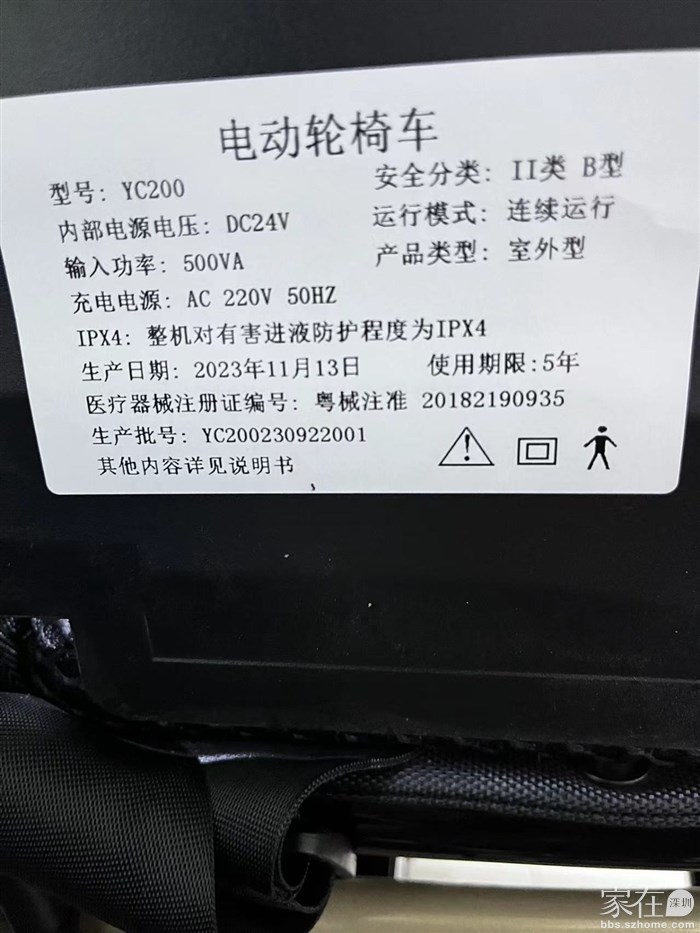 电动轮椅车
型号: YC200
安全分类: II类 B型
内部电源电压: DC24V
运行模式: 连续运行
输入功率: 500VA
产品类型: 室外型
充电电源: AC 220V 50HZ
IPX4: 整机对有害进液防护程度为IPX4
生产日期: 2023年11月13日 使用期限:5年
医疗器械注册证编号: 粤械注准 20182190935
生产批号: YC200230922001
其他内容详见说明书
家在深圳
bbs.szhome.com